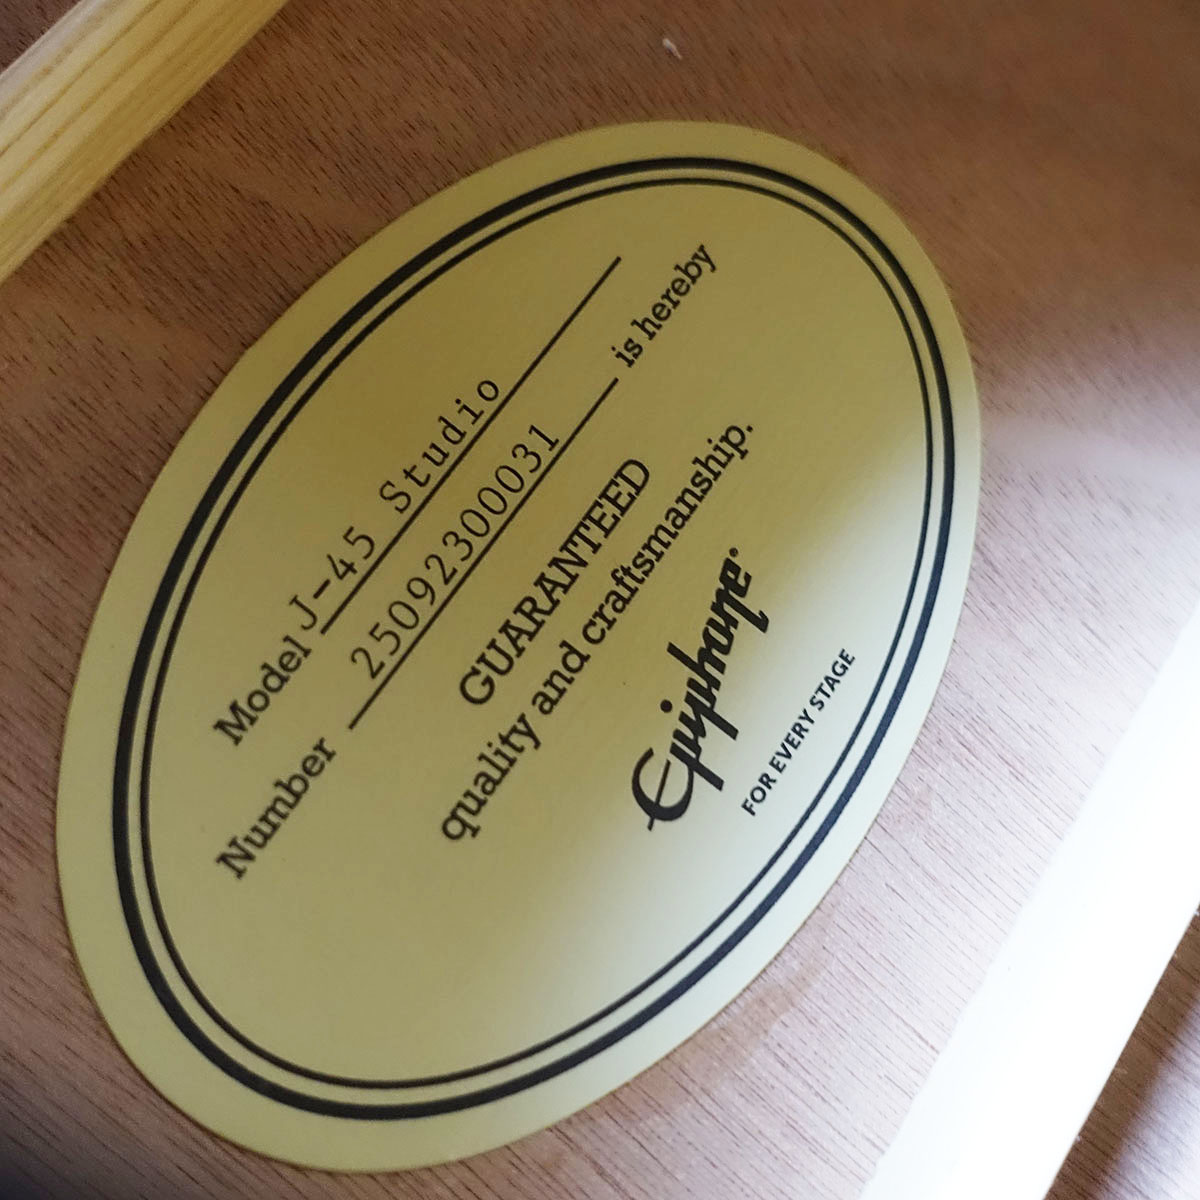 Model J-45 Studio
Number 25092300031 is hereby
GUARANTEED
quality and craftsmanship.
Epiphone
FOR EVERY STAGE